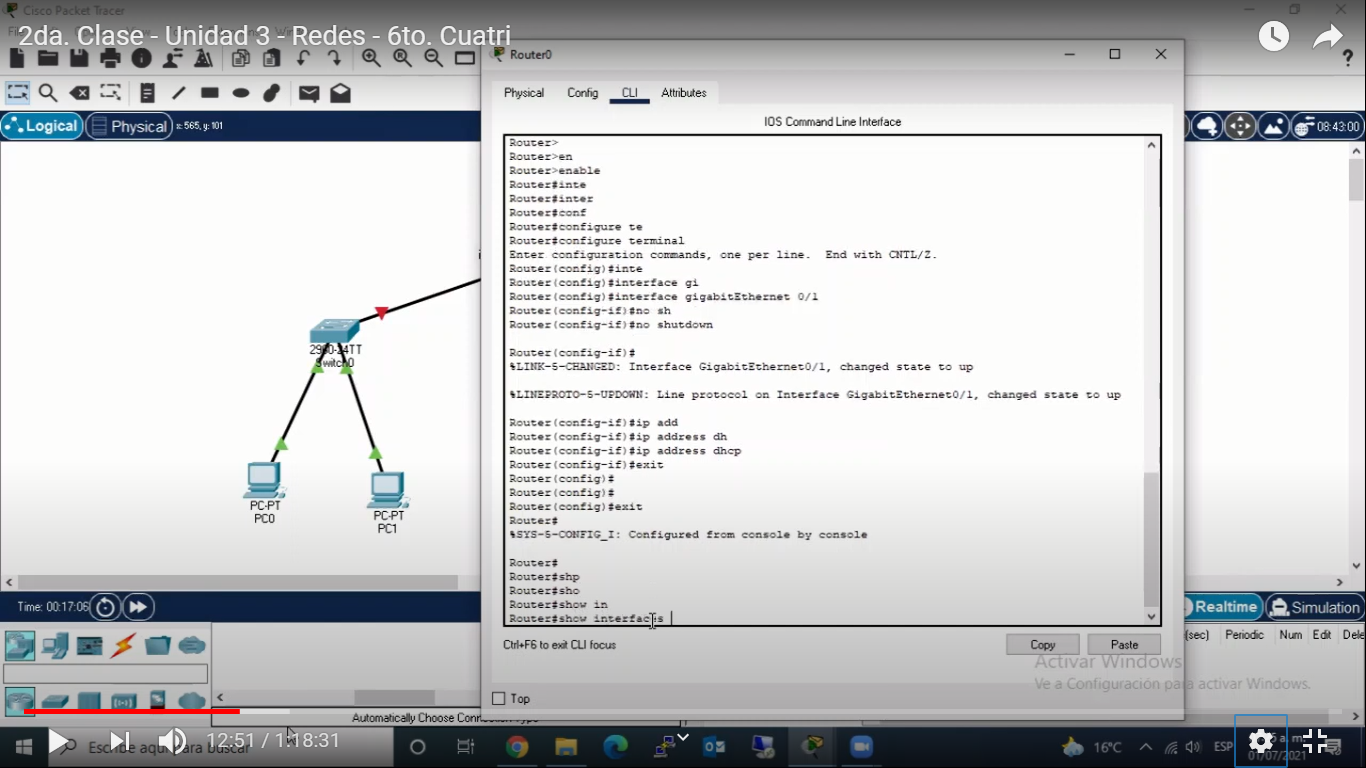 Cisco Packet Tracer
2da. Clase - Unidad 3 - Redes - 6to. Cuatri
Router0
Physical Config CLI Attributes
IOS Command Line Interface
Logical Physical x: 565, y: 101
08:43:00
Router>
Router>en
Router>enable
Router#inte
Router#inter
Router#conf
Router#configure te
Router#configure terminal
Enter configuration commands, one per line. End with CNTL/Z.
Router(config)#inte
Router(config)#interface gi
Router(config)#interface gigabitEthernet 0/1
Router(config-if)#no sh
Router(config-if)#no shutdown
Router(config-if)#
%LINK-5-CHANGED: Interface GigabitEthernet0/1, changed state to up
%LINEPROTO-5-UPDOWN: Line protocol on Interface GigabitEthernet0/1, changed state to up
Router(config-if)#ip add
Router(config-if)#ip address dh
Router(config-if)#ip address dhcp
Router(config-if)#exit
Router(config)#
Router(config)#
Router(config)#exit
Router#
%SYS-5-CONFIG_I: Configured from console by console
Router#
Router#shp
Router#sho
Router#show in
Router#show interfaces
2960-24TT
Switch0
PC-PT
PC0
PC-PT
PC1
Ctrl+F6 to exit CLI focus
Copy Paste
Top
Time: 00:17:06
Realtime Simulation
(sec) Periodic Num Edit Dele
Activar Windows
Ve a Configuración para activar Windows.
Automatically Choose Connection Type
Escribe aquí para buscar
12:51 / 1:18:31
16°C
ESP
01/07/2021